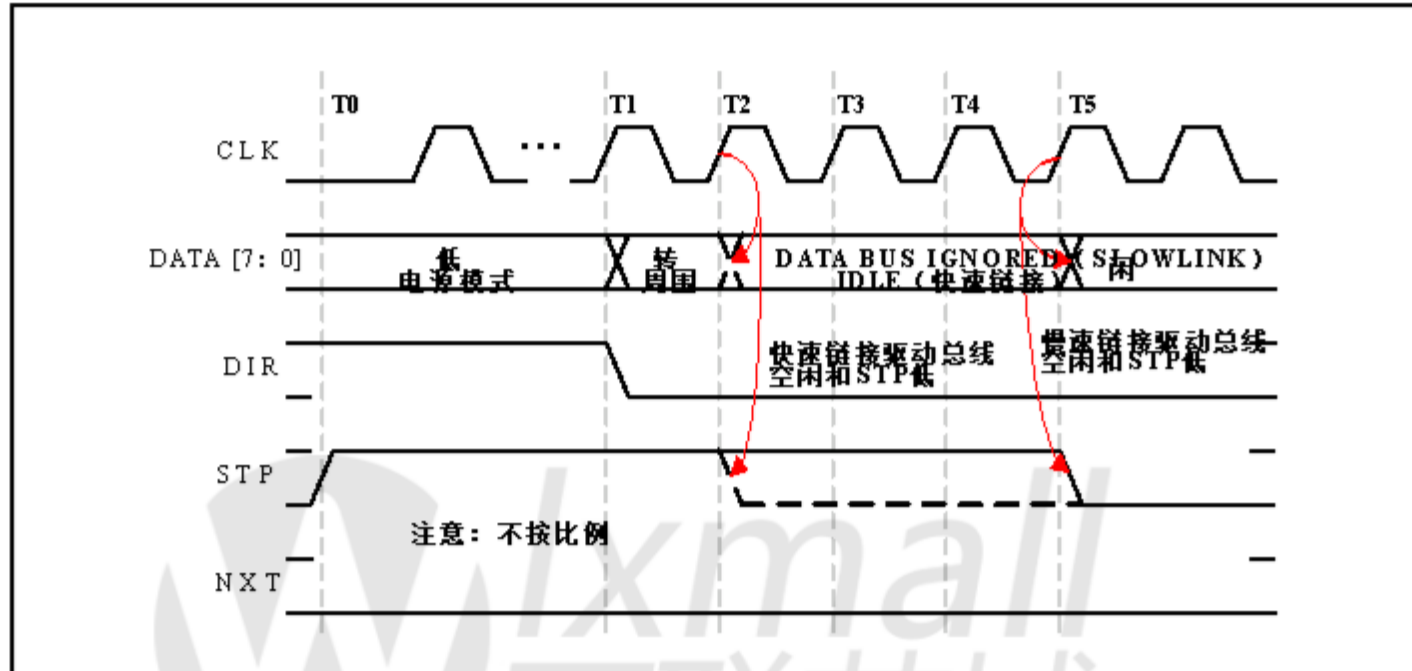 T0 T1 T2 T3 T4 T5
CLK
...
DATA [7: 0]
低
电源模式
转
周围
DATA BUS IGNORED (SLOWLINK)
IDLE (快速链接)
闲
DIR
快速链接驱动总线
空闲和STP低
慢速链接驱动总线
空闲和STP低
STP
注意: 不按比例
NXT
lxmall